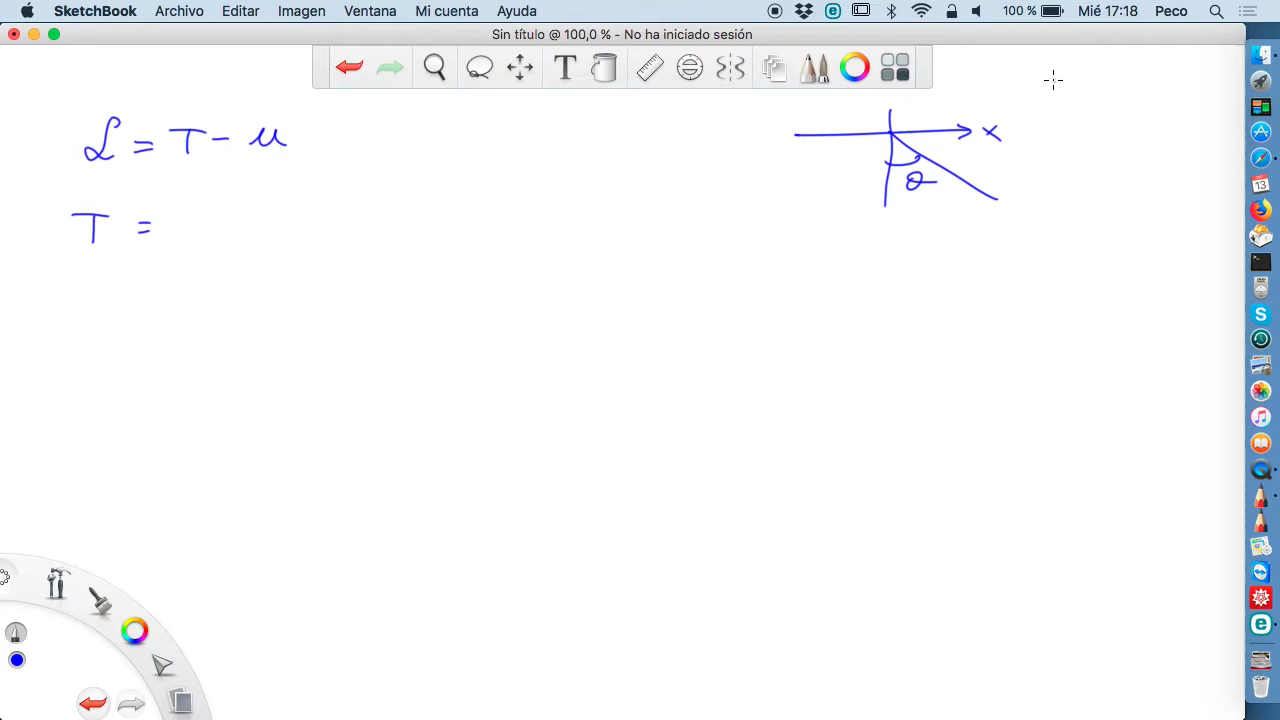 SketchBook Archivo Editar Imagen Ventana Mi cuenta Ayuda 100 % Mié 17:18 Peco
Sin título @ 100,0 % - No ha iniciado sesión
T
ℒ = T - u
x
θ
T =
13
S
e